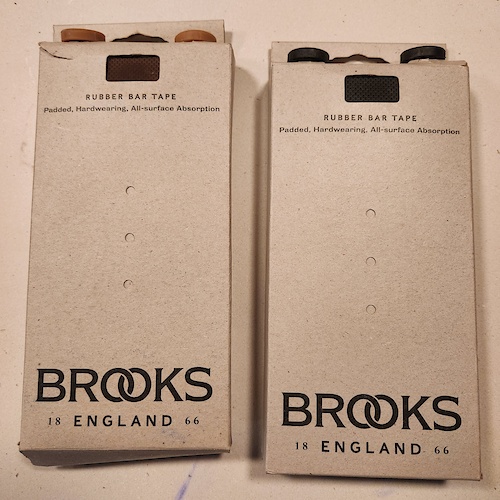 RUBBER BAR TAPE
Padded, Hardwearing, All-surface Absorption
BROOKS
18 ENGLAND 66
RUBBER BAR TAPE
Padded, Hardwearing, All-surface Absorption
BROOKS
18 ENGLAND 66